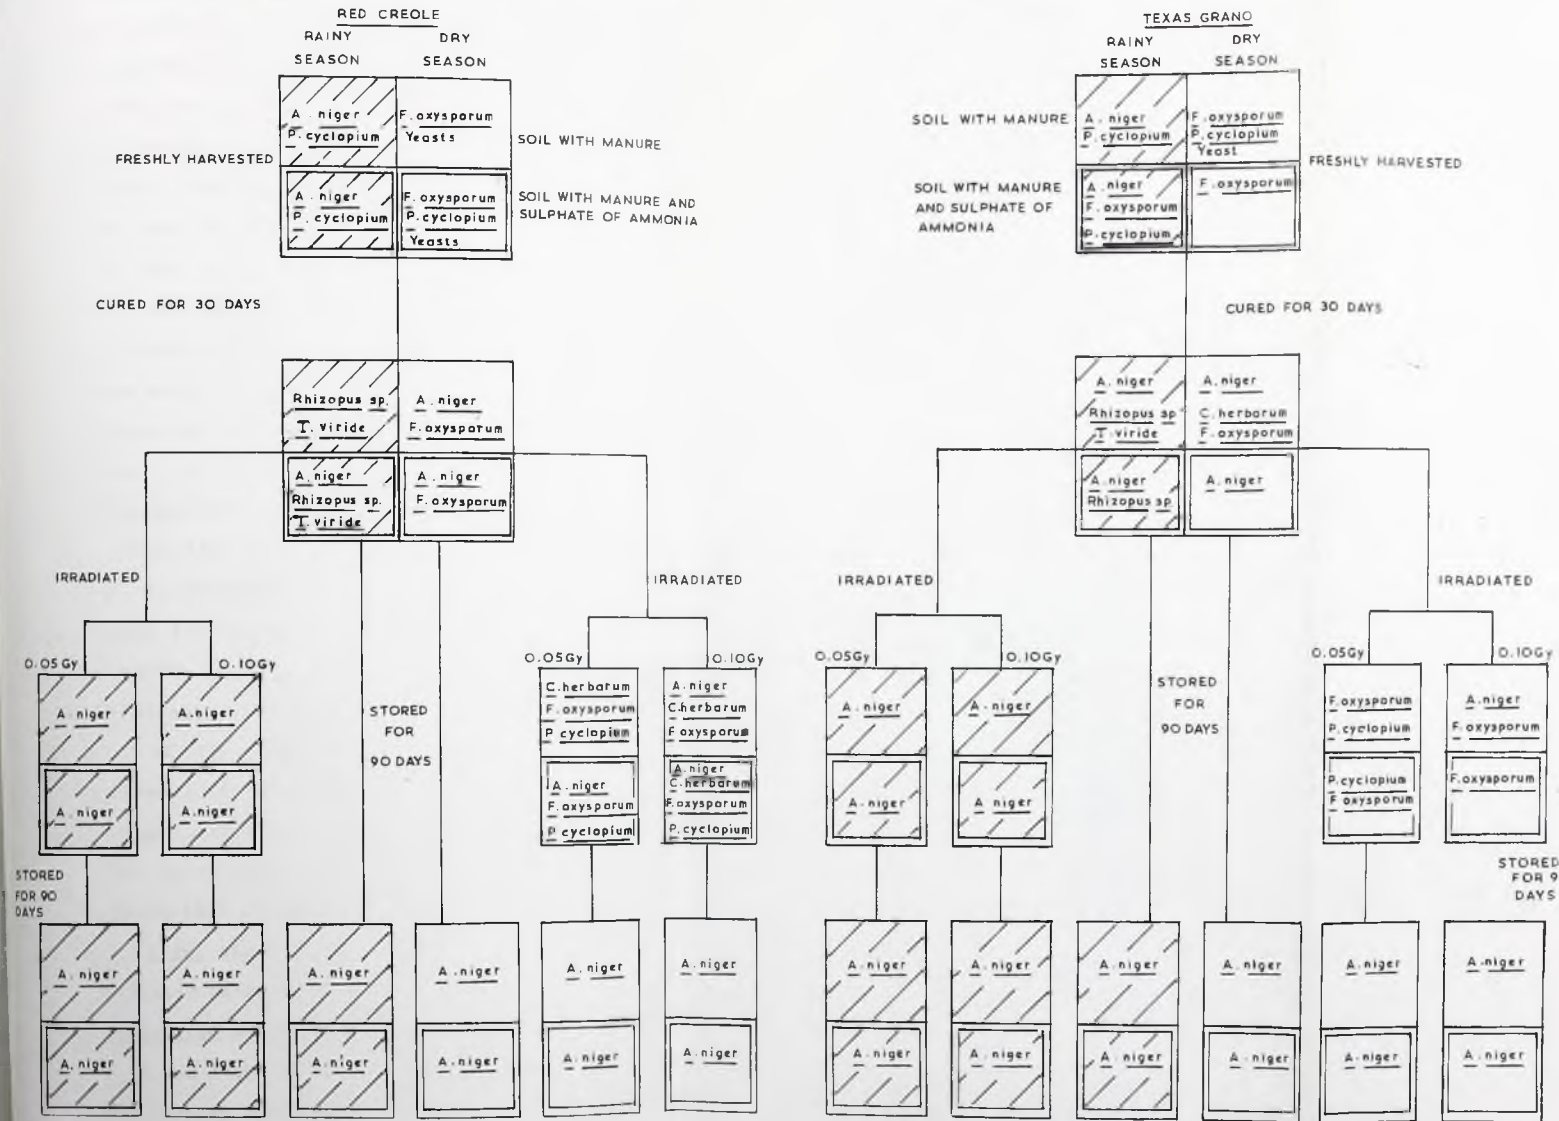 RED CREOLE
RAINY SEASON
DRY SEASON
A. niger
P. cyclopium
F. oxysporum
Yeasts
SOIL WITH MANURE
FRESHLY HARVESTED
A. niger
P. cyclopium
F. oxysporum
P. cyclopium
Yeasts
SOIL WITH MANURE AND
SULPHATE OF AMMONIA
CURED FOR 30 DAYS
Rhizopus sp.
T. viride
A. niger
F. oxysporum
A. niger
Rhizopus sp.
T. viride
A. niger
F. oxysporum
IRRADIATED
IRRADIATED
0.05Gy
0.10Gy
A. niger
A. niger
A. niger
A. niger
STORED
FOR
90 DAYS
0.05Gy
0.10Gy
C. herbarum
F. oxysporum
P cyclopium
A. niger
C. herbarum
F oxysporum
A. niger
F. oxysporum
P cyclopium
A. niger
C. herbarum
F. oxysporum
P. cyclopium
STORED
FOR 90
DAYS
A. niger
A. niger
A. niger
A. niger
A. niger
A. niger
A. niger
A. niger
A. niger
A. niger
A. niger
A. niger
TEXAS GRANO
RAINY SEASON
DRY SEASON
SOIL WITH MANURE
A. niger
P. cyclopium
F. oxysporum
P. cyclopium
Yeast
FRESHLY HARVESTED
SOIL WITH MANURE
AND SULPHATE OF
AMMONIA
A. niger
F. oxysporum
P. cyclopium
F. oxysporum
CURED FOR 30 DAYS
A. niger
Rhizopus sp
T viride
A. niger
C. herbarum
F. oxysporum
A. niger
Rhizopus sp
A. niger
IRRADIATED
IRRADIATED
0.05Gy
0.10Gy
A. niger
A. niger
A. niger
A. niger
STORED
FOR
90 DAYS
0.05Gy
0.10Gy
F. oxysporum
P. cyclopium
A. niger
F. oxysporum
P. cyclopium
F oxysporum
F. oxysporum
STORED
FOR 9
DAYS
A. niger
A. niger
A. niger
A. niger
A. niger
A. niger
A. niger
A. niger
A. niger
A. niger
A. niger
A. niger